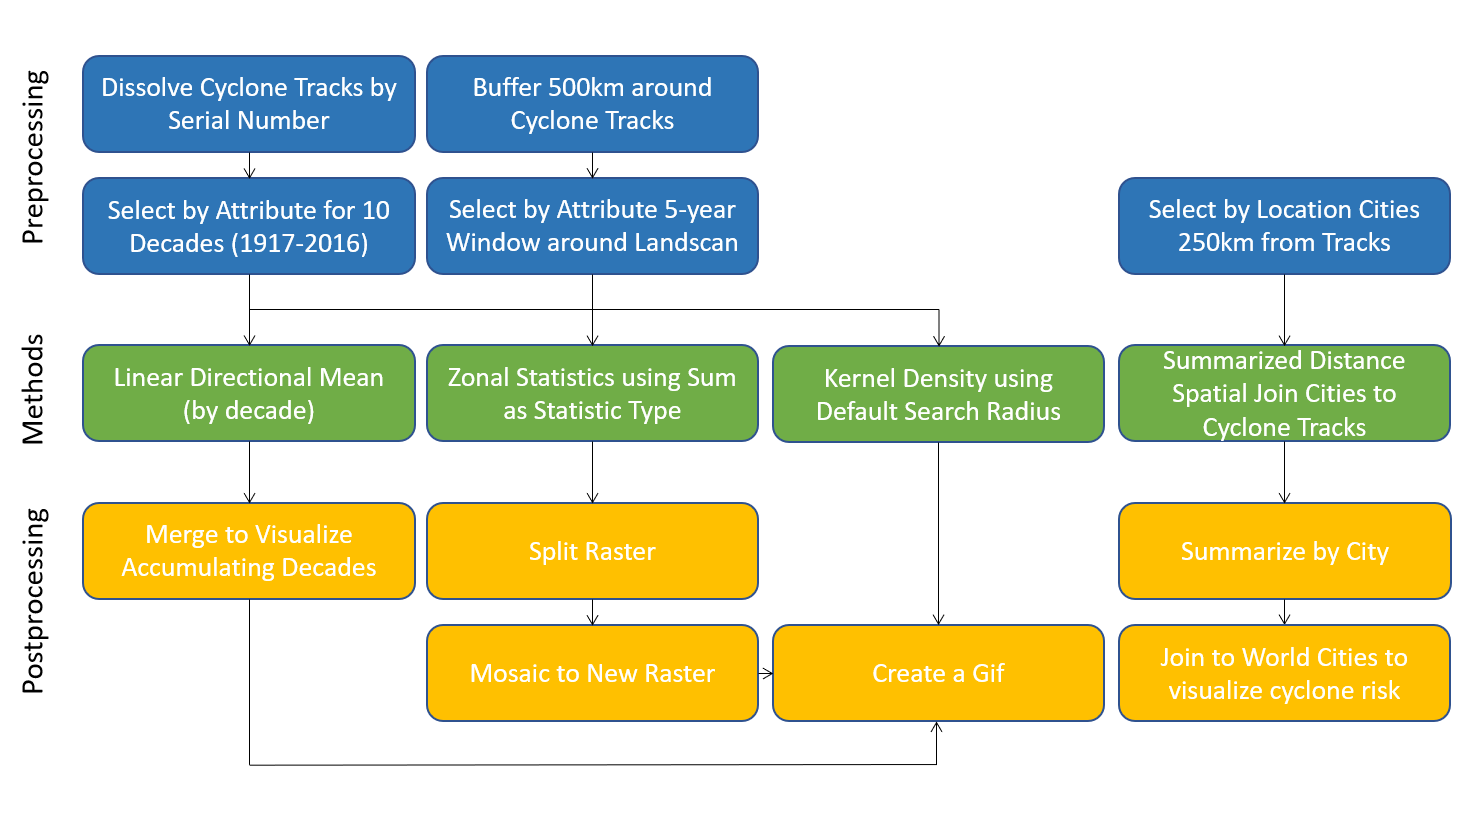 Preprocessing
Dissolve Cyclone Tracks by
Serial Number
Buffer 500km around
Cyclone Tracks
Select by Attribute for 10
Decades (1917-2016)
Select by Attribute 5-year
Window around Landscan
Select by Location Cities
250km from Tracks
Methods
Linear Directional Mean
(by decade)
Zonal Statistics using Sum
as Statistic Type
Kernel Density using
Default Search Radius
Summarized Distance
Spatial Join Cities to
Cyclone Tracks
Postprocessing
Merge to Visualize
Accumulating Decades
Split Raster
Summarize by City
Mosaic to New Raster
Create a Gif
Join to World Cities to
visualize cyclone risk